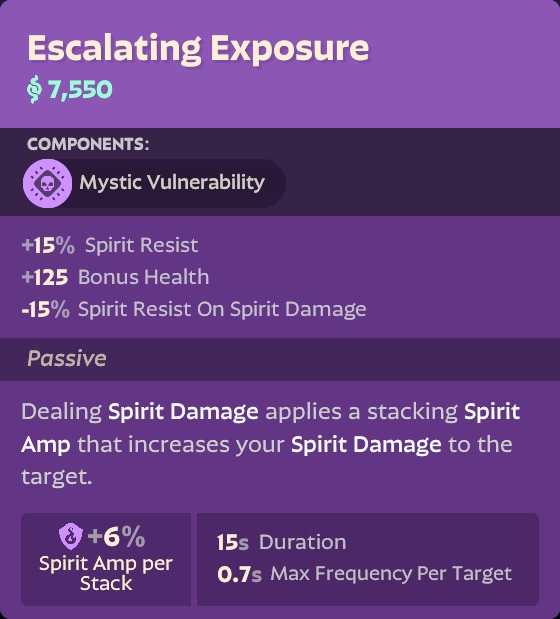 Escalating Exposure
7,550
COMPONENTS:
Mystic Vulnerability
+15% Spirit Resist
+125 Bonus Health
-15% Spirit Resist On Spirit Damage
Passive
Dealing Spirit Damage applies a stacking Spirit
Amp that increases your Spirit Damage to the
target.
+6%
Spirit Amp per
Stack
15s Duration
0.7s Max Frequency Per Target